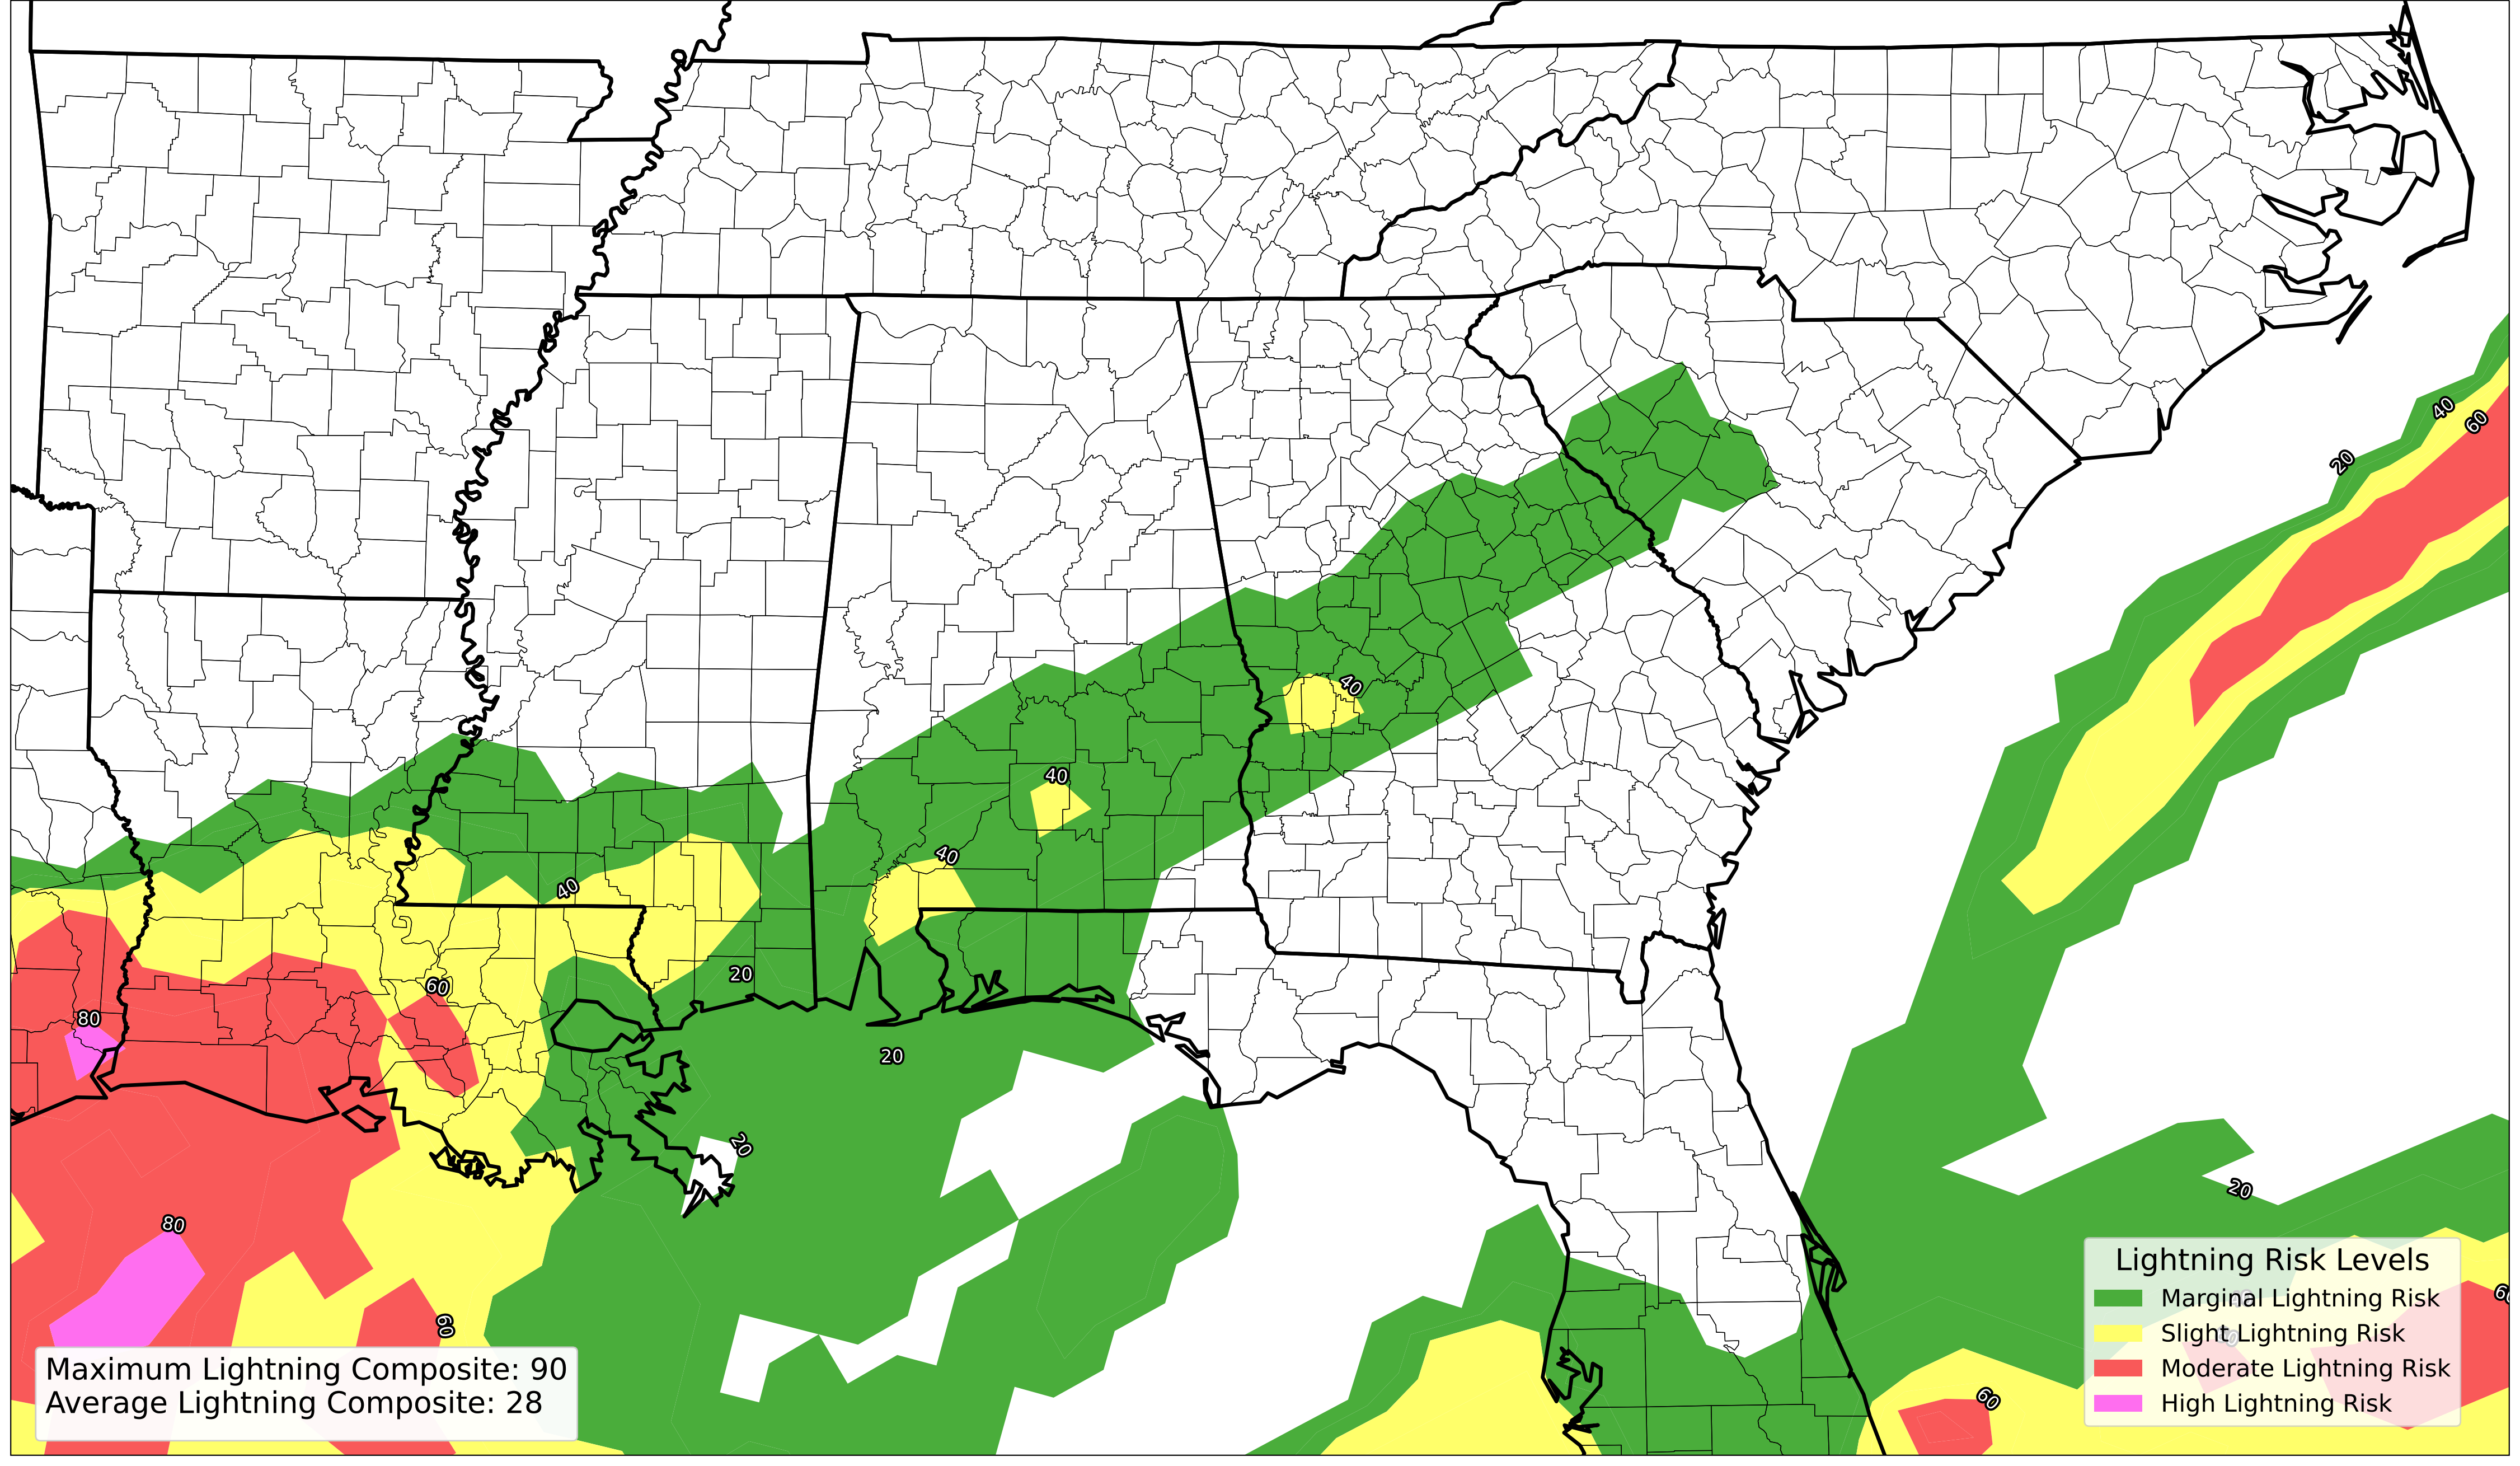 40
60
20
40
40
40
40
20
60
80
20
20
80
20
60
60
60
Lightning Risk Levels
Marginal Lightning Risk
Slight Lightning Risk
Moderate Lightning Risk
High Lightning Risk
Maximum Lightning Composite: 90
Average Lightning Composite: 28